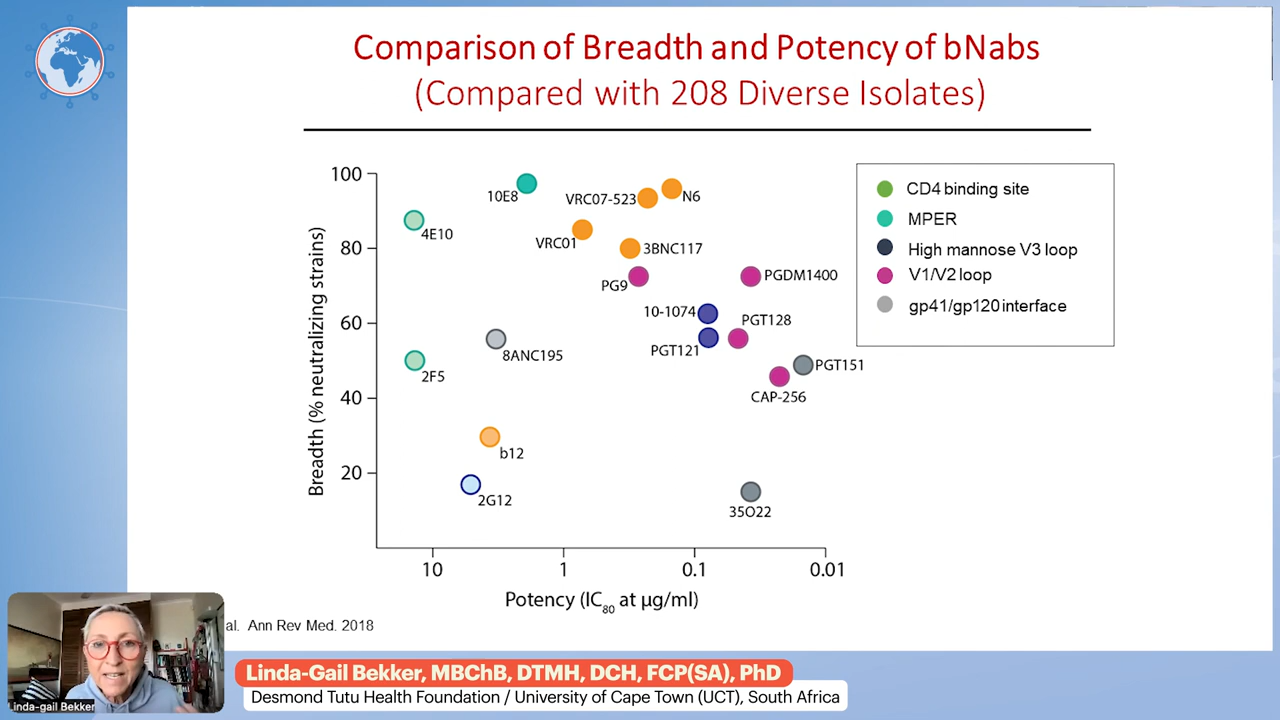 Comparison of Breadth and Potency of bNabs
(Compared with 208 Diverse Isolates)
Breadth (% neutralizing strains)
100
80
60
40
20
10E8
VRC07-523
N6
4E10
VRC01
3BNC117
PG9
PGDM1400
10-1074
PGT128
PGT121
8ANC195
PGT151
2F5
CAP-256
b12
2G12
35O22
10
1
0.1
0.01
Potency (IC80 at µg/ml)
CD4 binding site
MPER
High mannose V3 loop
V1/V2 loop
gp41/gp120 interface
al. Ann Rev Med. 2018
Linda-Gail Bekker, MBChB, DTMH, DCH, FCP(SA), PhD
Desmond Tutu Health Foundation / University of Cape Town (UCT), South Africa
linda-gail Bekker